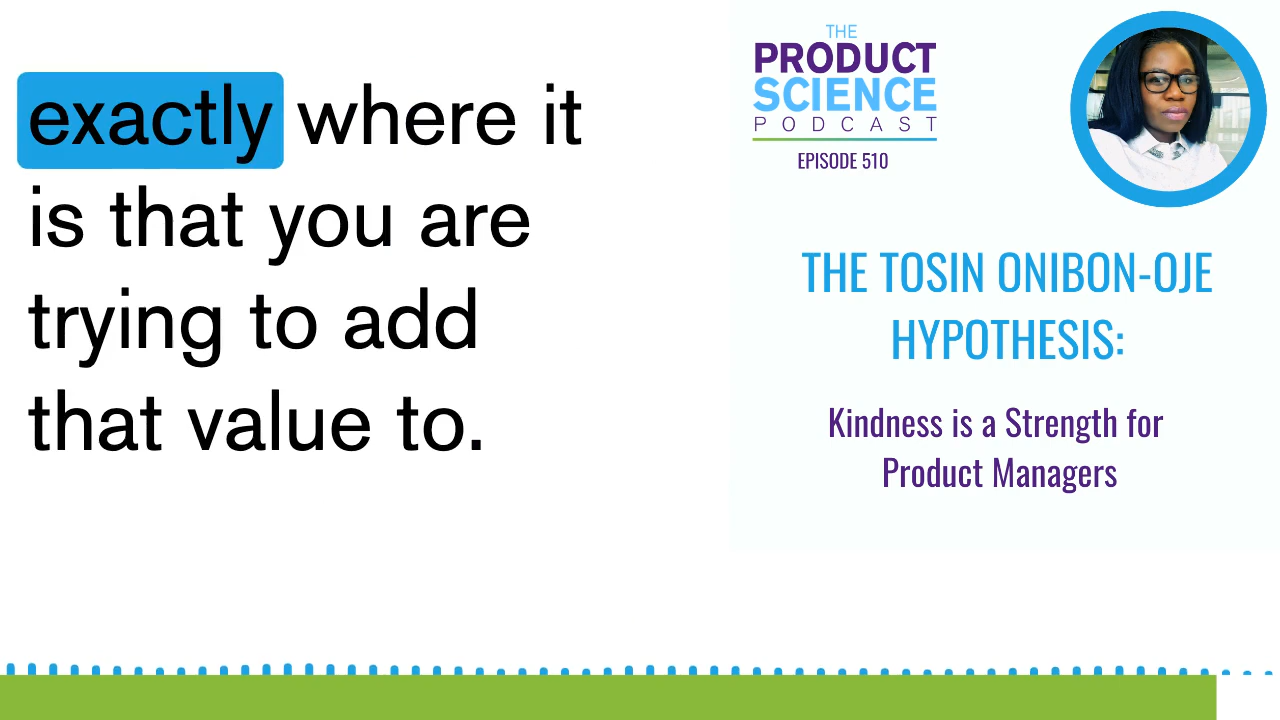 exactly where it
is that you are
trying to add
that value to.
THE
PRODUCT
SCIENCE
PODCAST
EPISODE 510
THE TOSIN ONIBON-OJE
HYPOTHESIS:
Kindness is a Strength for
Product Managers